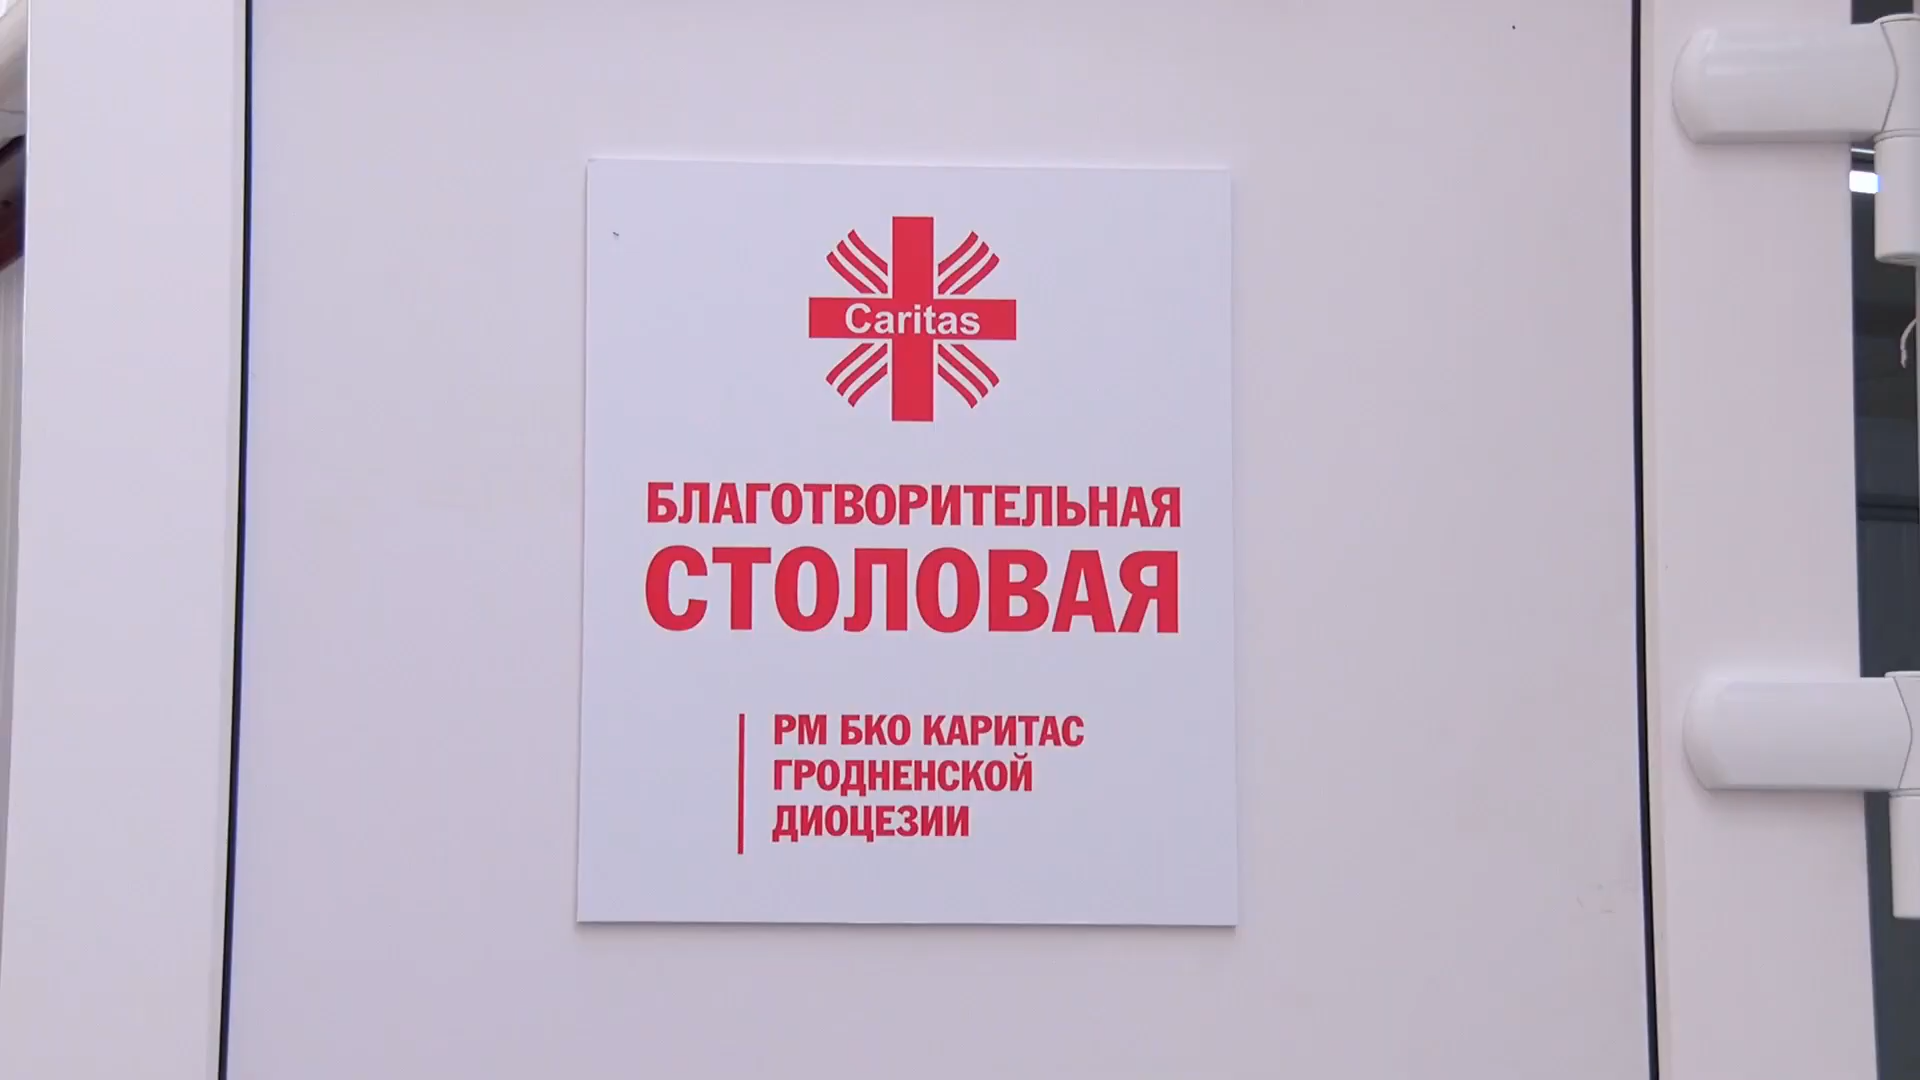 Caritas
БЛАГОТВОРИТЕЛЬНАЯ
СТОЛОВАЯ
РМ БКО КАРИТАС
ГРОДНЕНСКОЙ
ДИОЦЕЗИИ